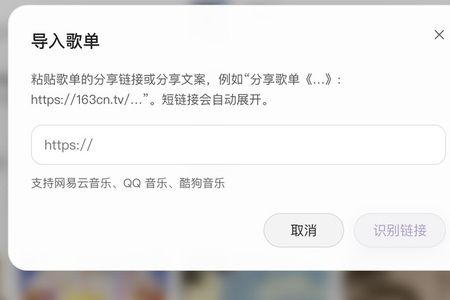 导入歌单
粘贴歌单的分享链接或分享文案，例如“分享歌单《…》：
https://163cn.tv/…”。短链接会自动展开。
https://
支持网易云音乐、QQ 音乐、酷狗音乐
取消
识别链接